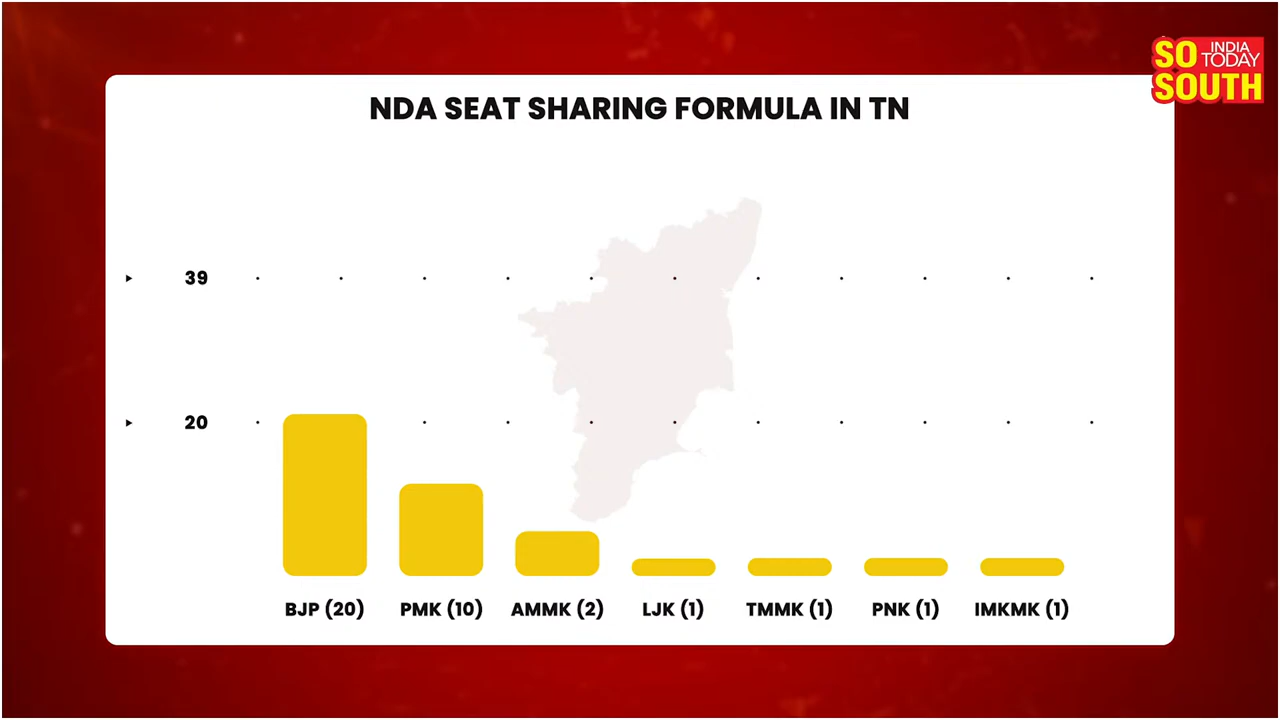 SO INDIA TODAY
SOUTH
NDA SEAT SHARING FORMULA IN TN
39
20
BJP (20) PMK (10) AMMK (2) LJK (1) TMMK (1) PNK (1) IMKMK (1)